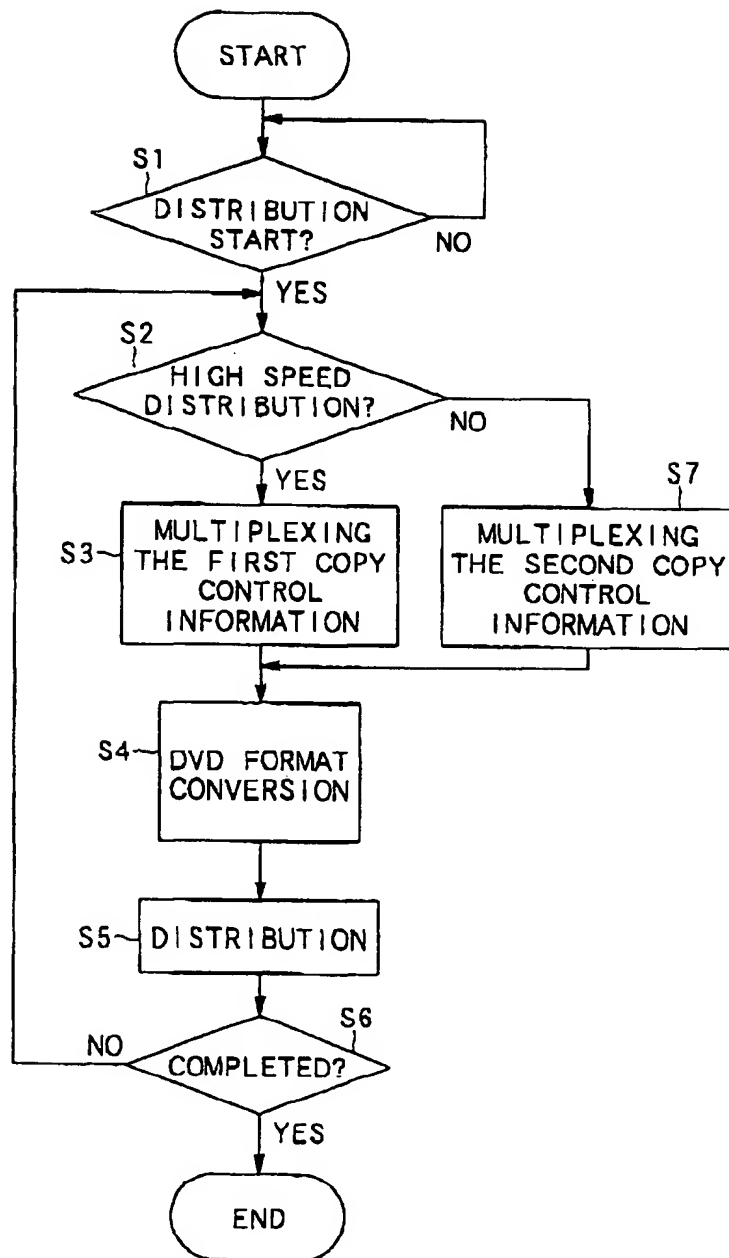 START
S1
DISTRIBUTION
START?
NO
YES
S2
HIGH SPEED
DISTRIBUTION?
NO
YES
S7
S3
MULTIPLEXING
THE FIRST COPY
CONTROL
INFORMATION
MULTIPLEXING
THE SECOND COPY
CONTROL
INFORMATION
S4
DVD FORMAT
CONVERSION
S5
DISTRIBUTION
S6
NO
COMPLETED?
YES
END